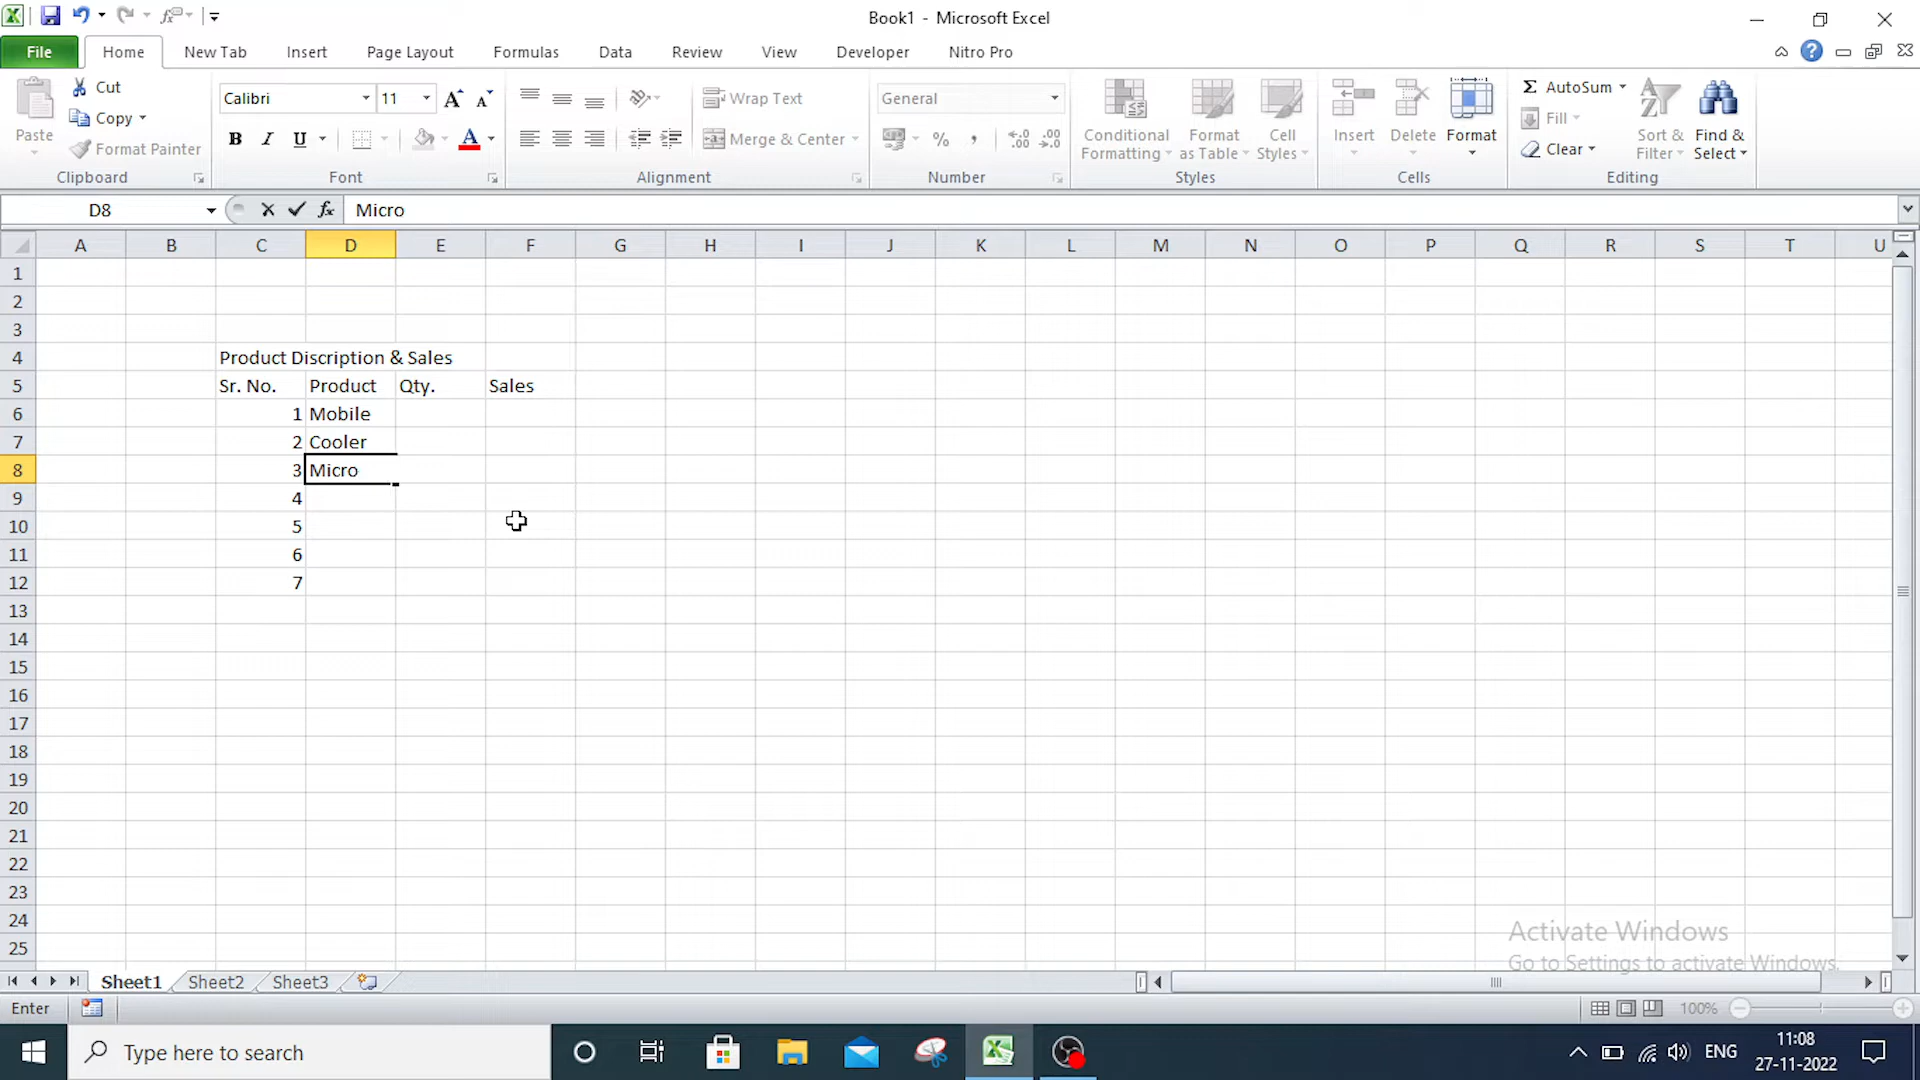 Book1 - Microsoft Excel
File Home New Tab Insert Page Layout Formulas Data Review View Developer Nitro Pro
Paste
Cut
Copy
Format Painter
Clipboard
Calibri 11
B I U A
Font
Wrap Text
Merge & Center
Alignment
General
% ,
Number
Conditional Formatting
Format as Table
Cell Styles
Styles
Insert Delete Format
Cells
Σ AutoSum
Fill
Clear
Sort & Filter
Find & Select
Editing
D8 fx Micro
A B C D E F G H I J K L M N O P Q R S T U
1
2
3
4 Product Discription & Sales
5 Sr. No. Product Qty. Sales
6 1 Mobile
7 2 Cooler
8 3 Micro
9 4
10 5
11 6
12 7
13
14
15
16
17
18
19
20
21
22
23
24
25
Activate Windows
Go to Settings to activate Windows.
Sheet1 Sheet2 Sheet3
Enter 100%
Type here to search
ENG
11:08
27-11-2022